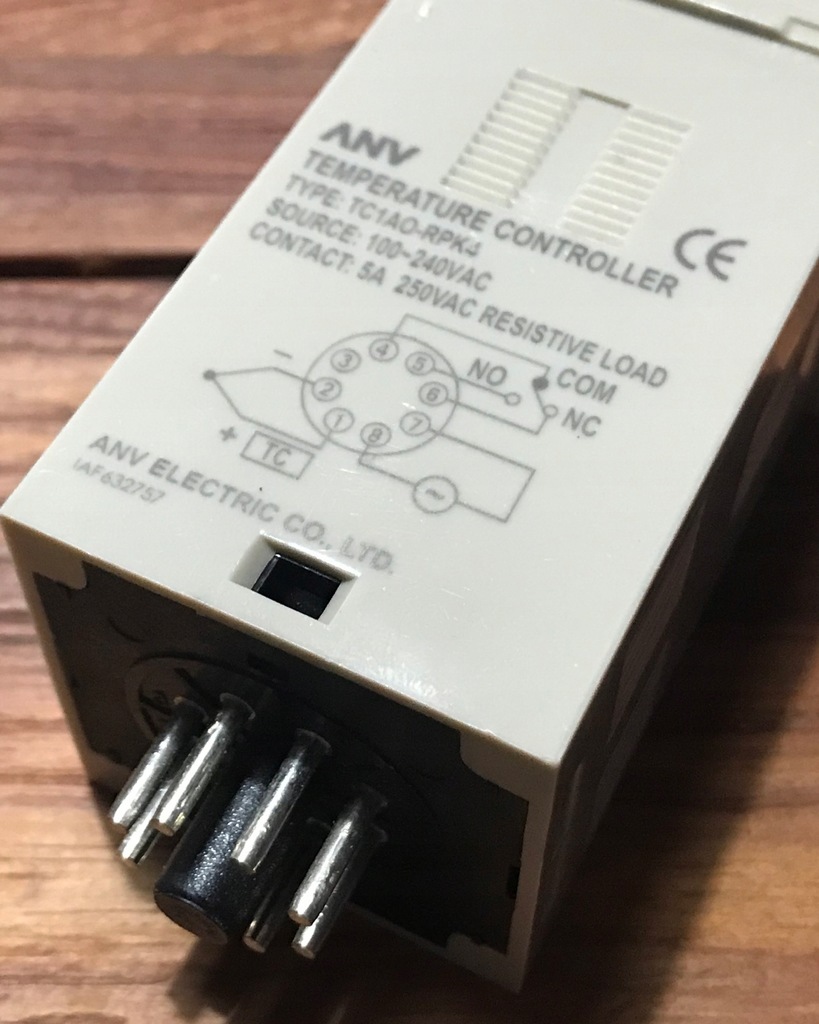 ANV
TEMPERATURE CONTROLLER
CE
TYPE: TC1AO-RPK4
SOURCE: 100~240VAC
CONTACT: 5A 250VAC RESISTIVE LOAD
4
3
5
NO
COM
−
2
6
NC
1
8
7
+
TC
~
ANV ELECTRIC CO., LTD.
IAF632757